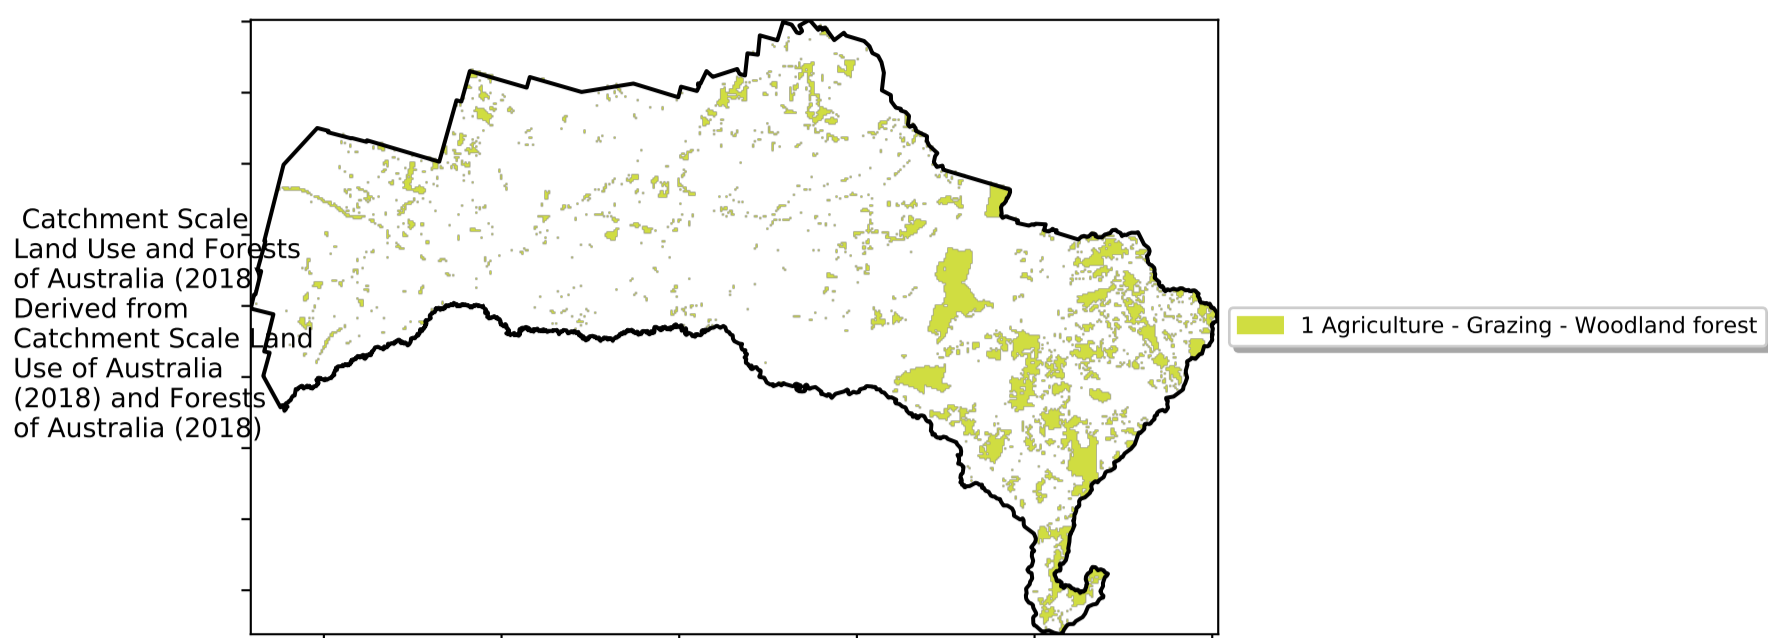 Catchment Scale
Land Use and Forests
of Australia (2018)
Derived from
Catchment Scale Land
Use of Australia
(2018) and Forests
of Australia (2018)
1 Agriculture - Grazing - Woodland forest